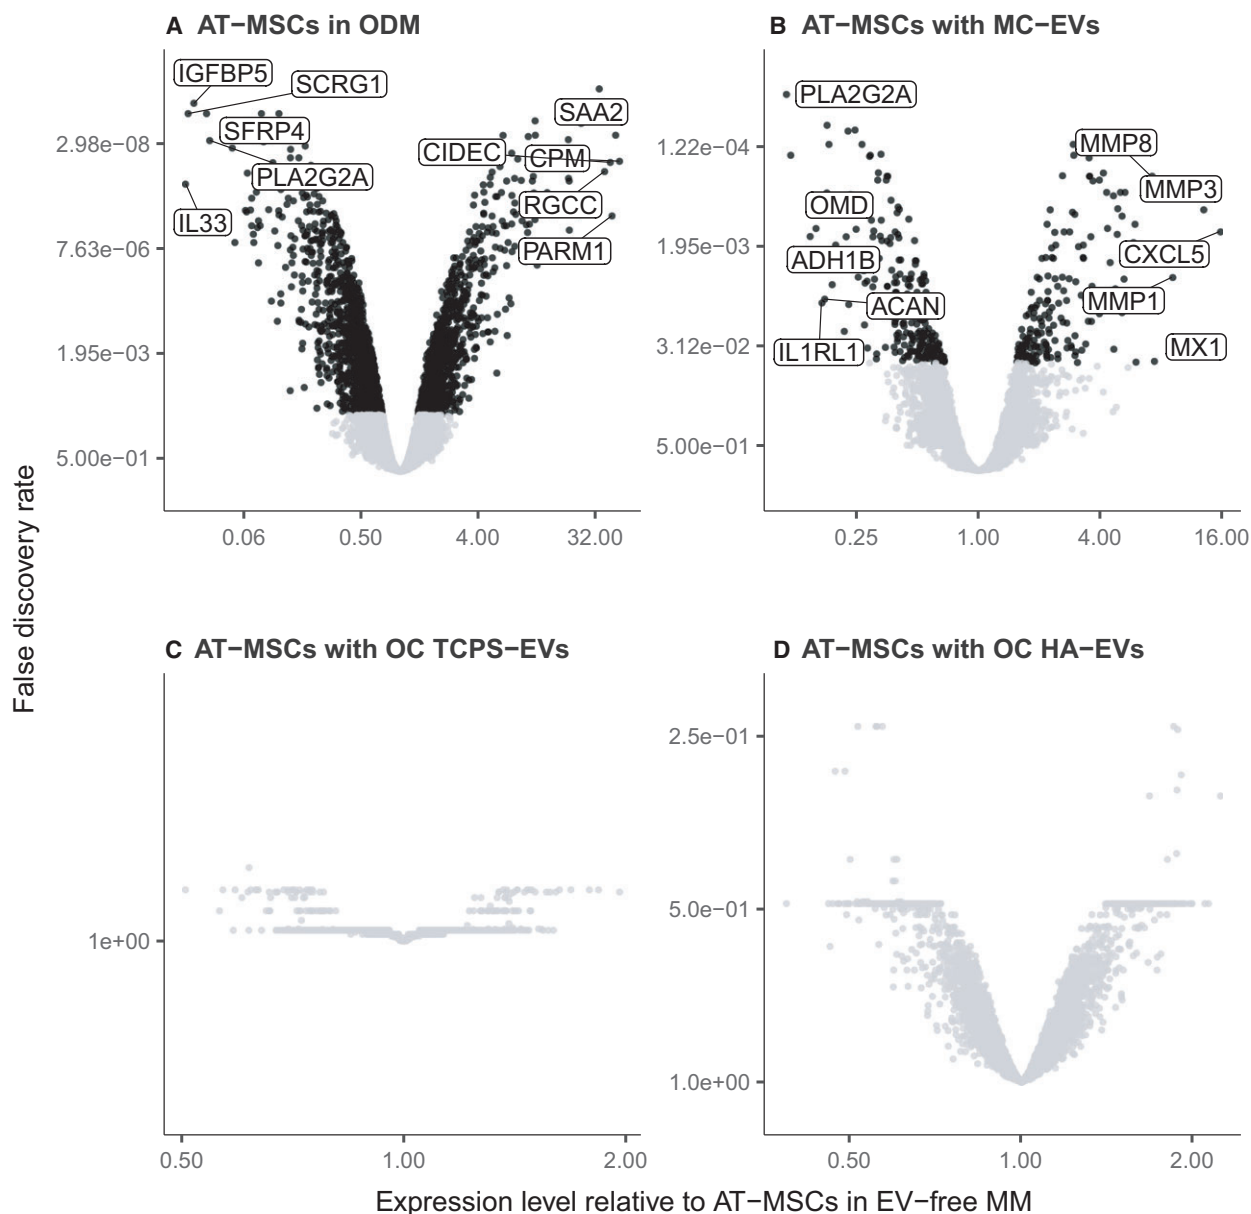 A AT−MSCs in ODM
IGFBP5
SCRG1
SFRP4
PLA2G2A
IL33
SAA2
CIDEC
CPM
RGCC
PARM1
2.98e−08
7.63e−06
1.95e−03
5.00e−01
0.06 0.50 4.00 32.00
B AT−MSCs with MC−EVs
PLA2G2A
MMP8
MMP3
OMD
CXCL5
ADH1B
MMP1
ACAN
IL1RL1
MX1
1.22e−04
1.95e−03
3.12e−02
5.00e−01
0.25 1.00 4.00 16.00
False discovery rate
C AT−MSCs with OC TCPS−EVs
1e+00
0.50 1.00 2.00
D AT−MSCs with OC HA−EVs
2.5e−01
5.0e−01
1.0e+00
0.50 1.00 2.00
Expression level relative to AT−MSCs in EV−free MM